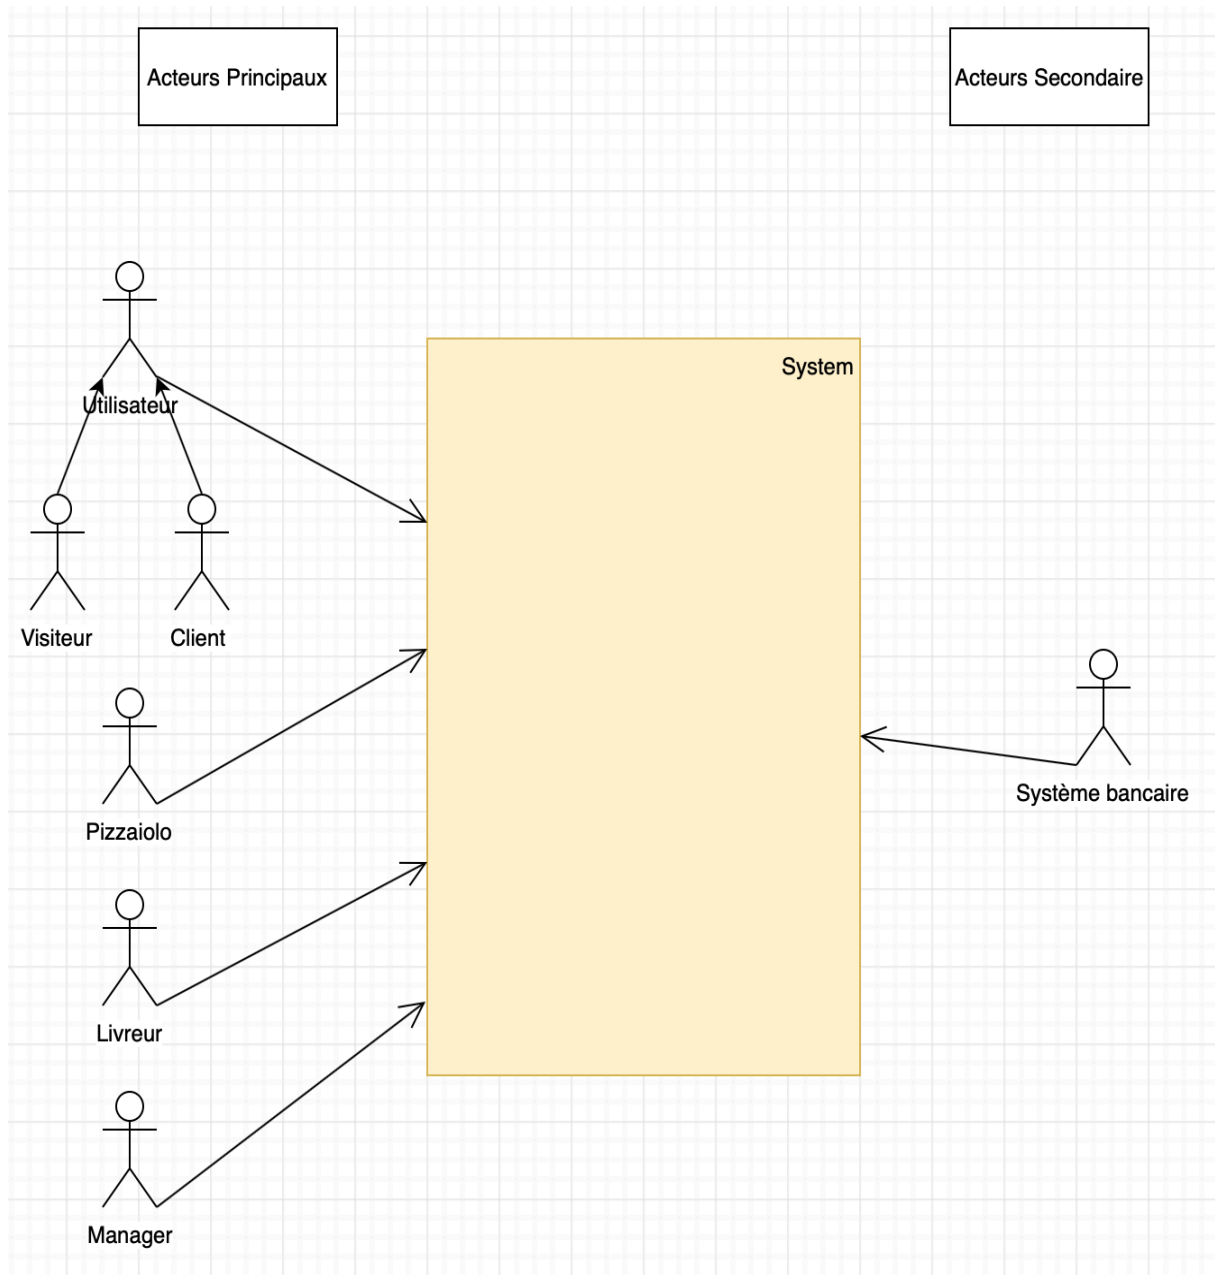 Acteurs Principaux
Acteurs Secondaire
System
Utilisateur
Visiteur
Client
Système bancaire
Pizzaiolo
Livreur
Manager